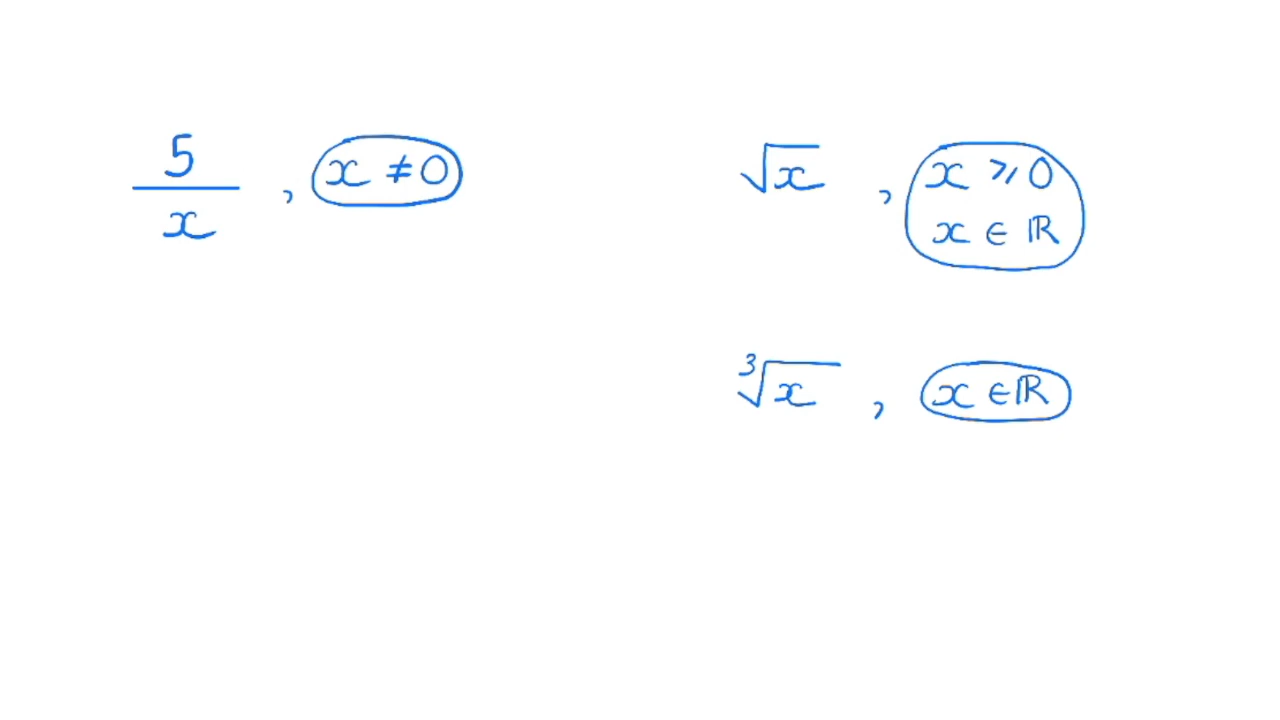 5/x , x ≠ 0
√x , x ⩾ 0
x ∈ ℝ
∛x , x ∈ ℝ